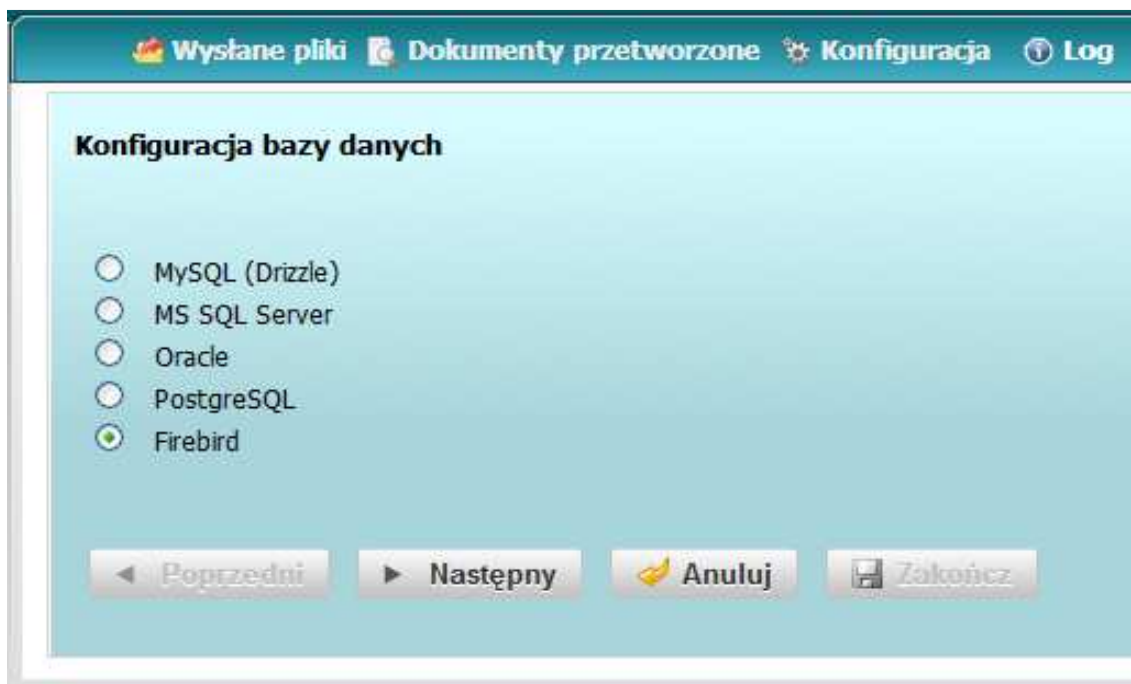 Wysłane pliki Dokumenty przetworzone Konfiguracja Log
Konfiguracja bazy danych
MySQL (Drizzle)
MS SQL Server
Oracle
PostgreSQL
Firebird
Poprzedni Następny Anuluj Zakończ